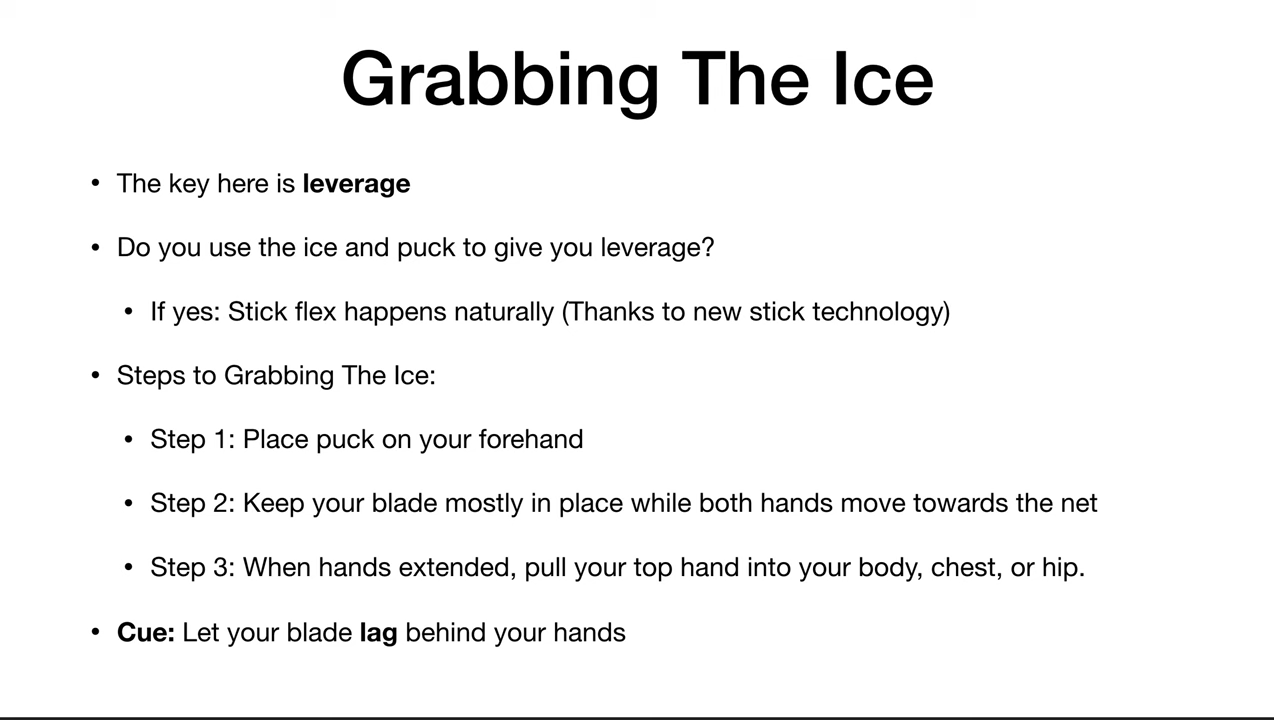 Grabbing The Ice
• The key here is leverage
• Do you use the ice and puck to give you leverage?
• If yes: Stick flex happens naturally (Thanks to new stick technology)
• Steps to Grabbing The Ice:
• Step 1: Place puck on your forehand
• Step 2: Keep your blade mostly in place while both hands move towards the net
• Step 3: When hands extended, pull your top hand into your body, chest, or hip.
• Cue: Let your blade lag behind your hands